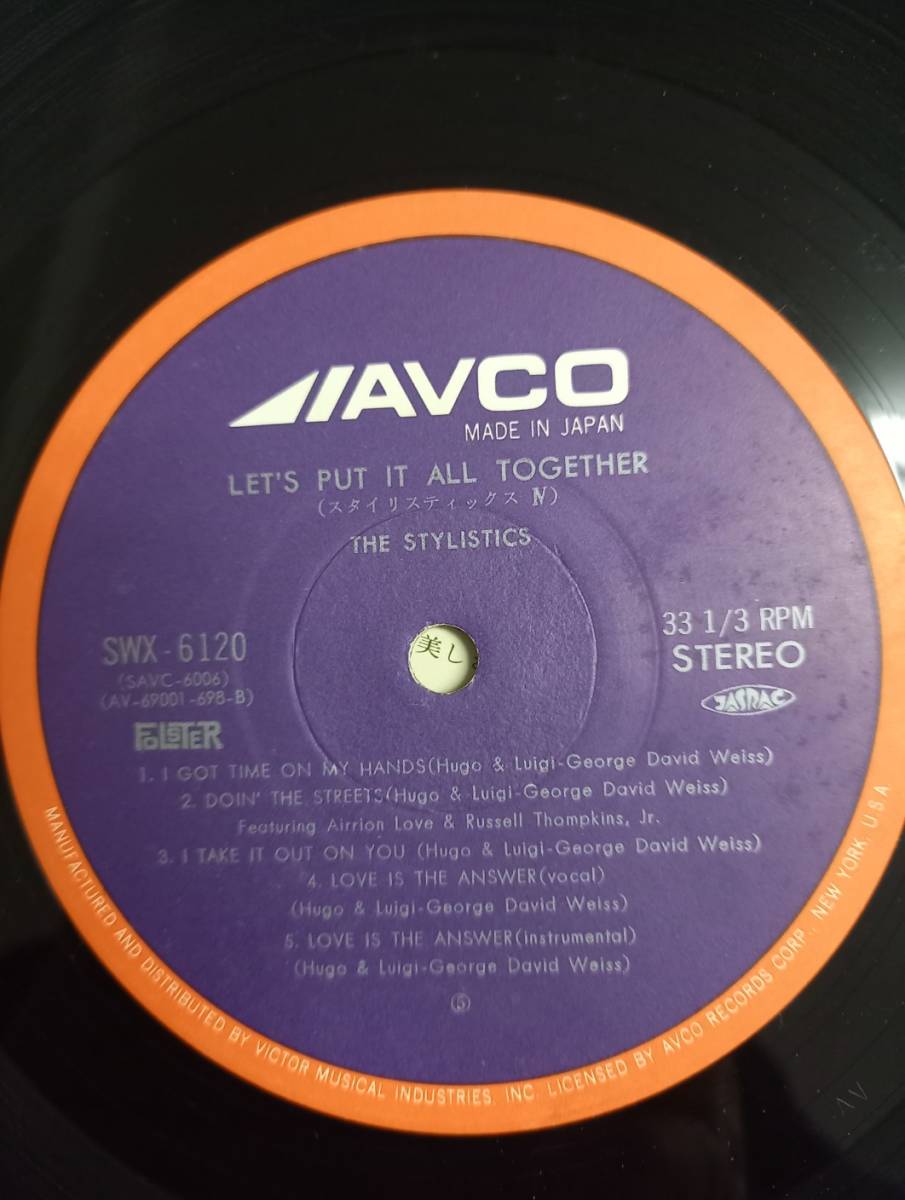 AVCO
MADE IN JAPAN
LET'S PUT IT ALL TOGETHER
(スタイリスティックス Ⅳ)
THE STYLISTICS
SWX-6120
(SAVC-6006)
(AV-69001-698-B)
FOLSTER
33 1/3 RPM
STEREO
JASRAC
美し
1. I GOT TIME ON MY HANDS(Hugo & Luigi-George David Weiss)
2. DOIN' THE STREETS(Hugo & Luigi-George David Weiss)
Featuring Airrion Love & Russell Thompkins, Jr.
3. I TAKE IT OUT ON YOU (Hugo & Luigi-George David Weiss)
4. LOVE IS THE ANSWER(vocal)
(Hugo & Luigi-George David Weiss)
5. LOVE IS THE ANSWER(instrumental)
(Hugo & Luigi-George David Weiss)
⑤
MANUFACTURED AND DISTRIBUTED BY VICTOR MUSICAL INDUSTRIES, INC. LICENSED BY AVCO RECORDS CORP., NEW YORK, U.S.A.